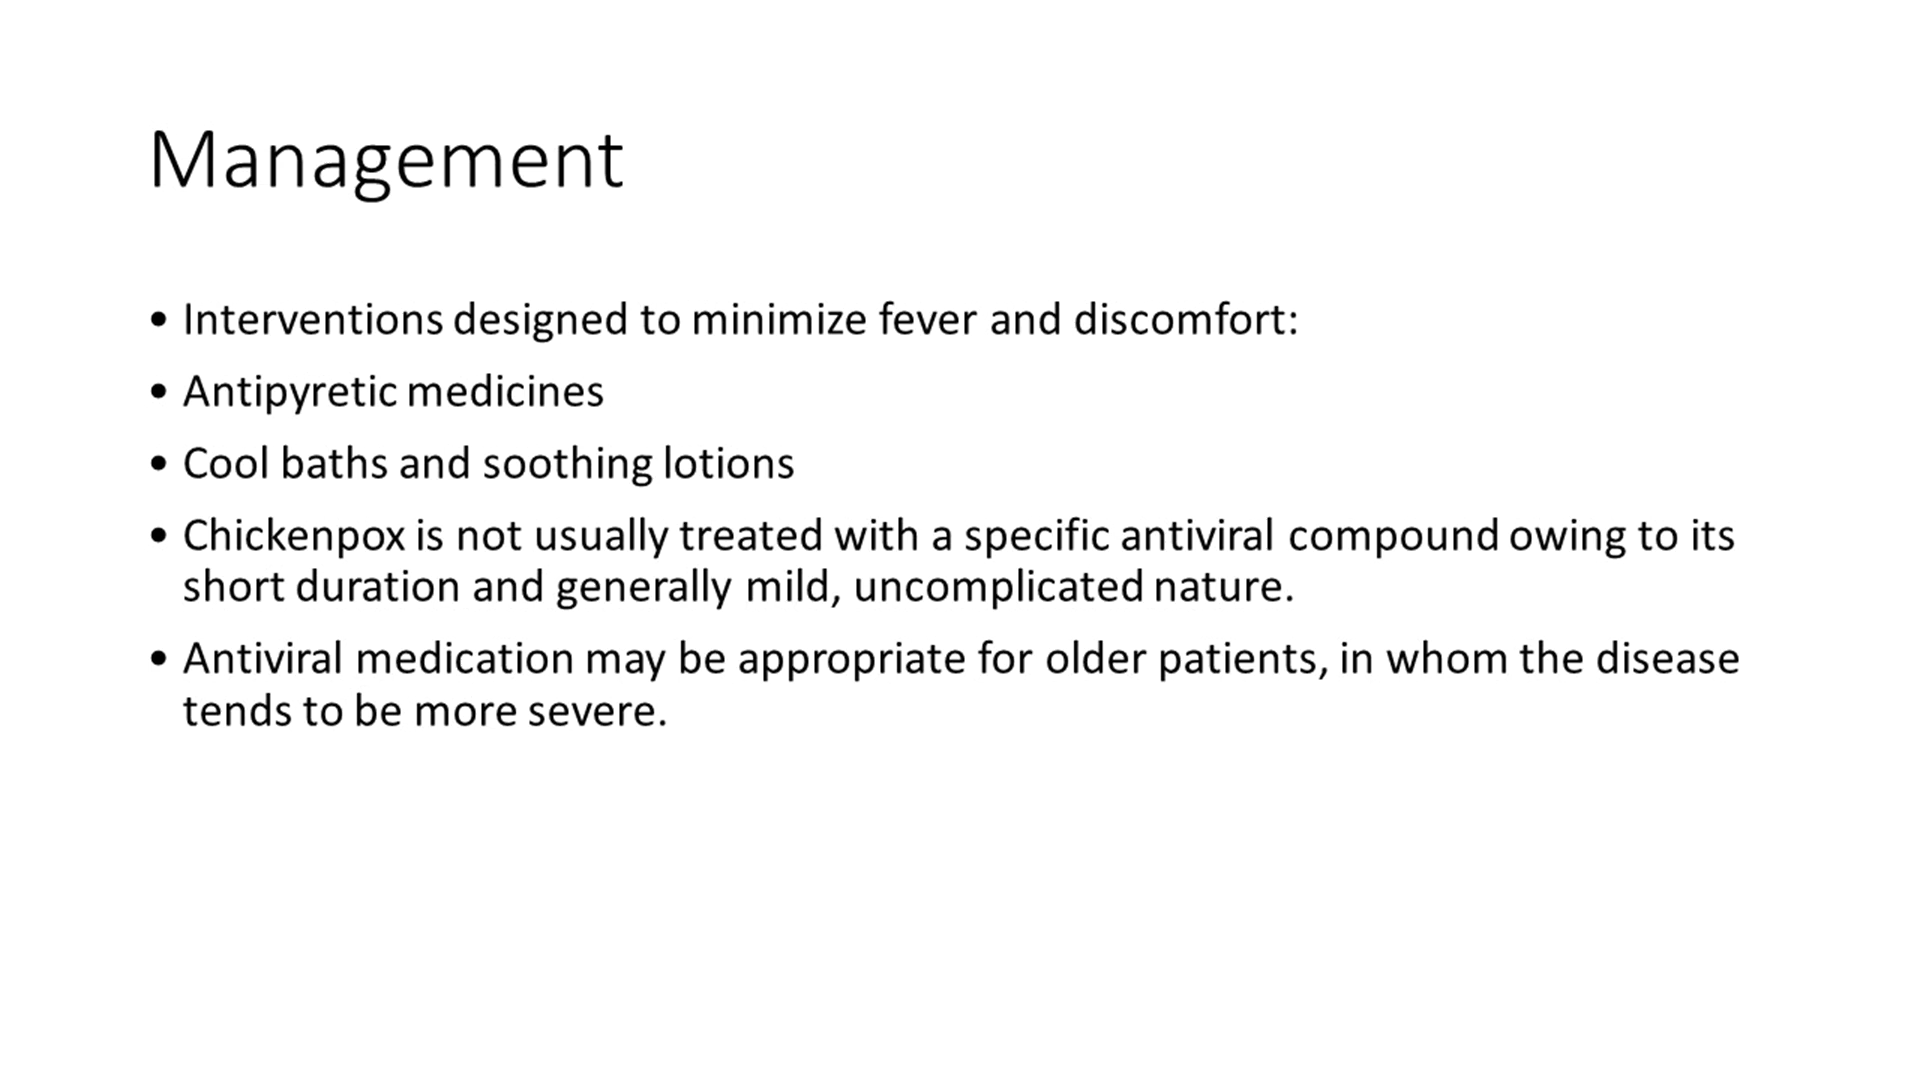 Management
• Interventions designed to minimize fever and discomfort:
• Antipyretic medicines
• Cool baths and soothing lotions
• Chickenpox is not usually treated with a specific antiviral compound owing to its
short duration and generally mild, uncomplicated nature.
• Antiviral medication may be appropriate for older patients, in whom the disease
tends to be more severe.